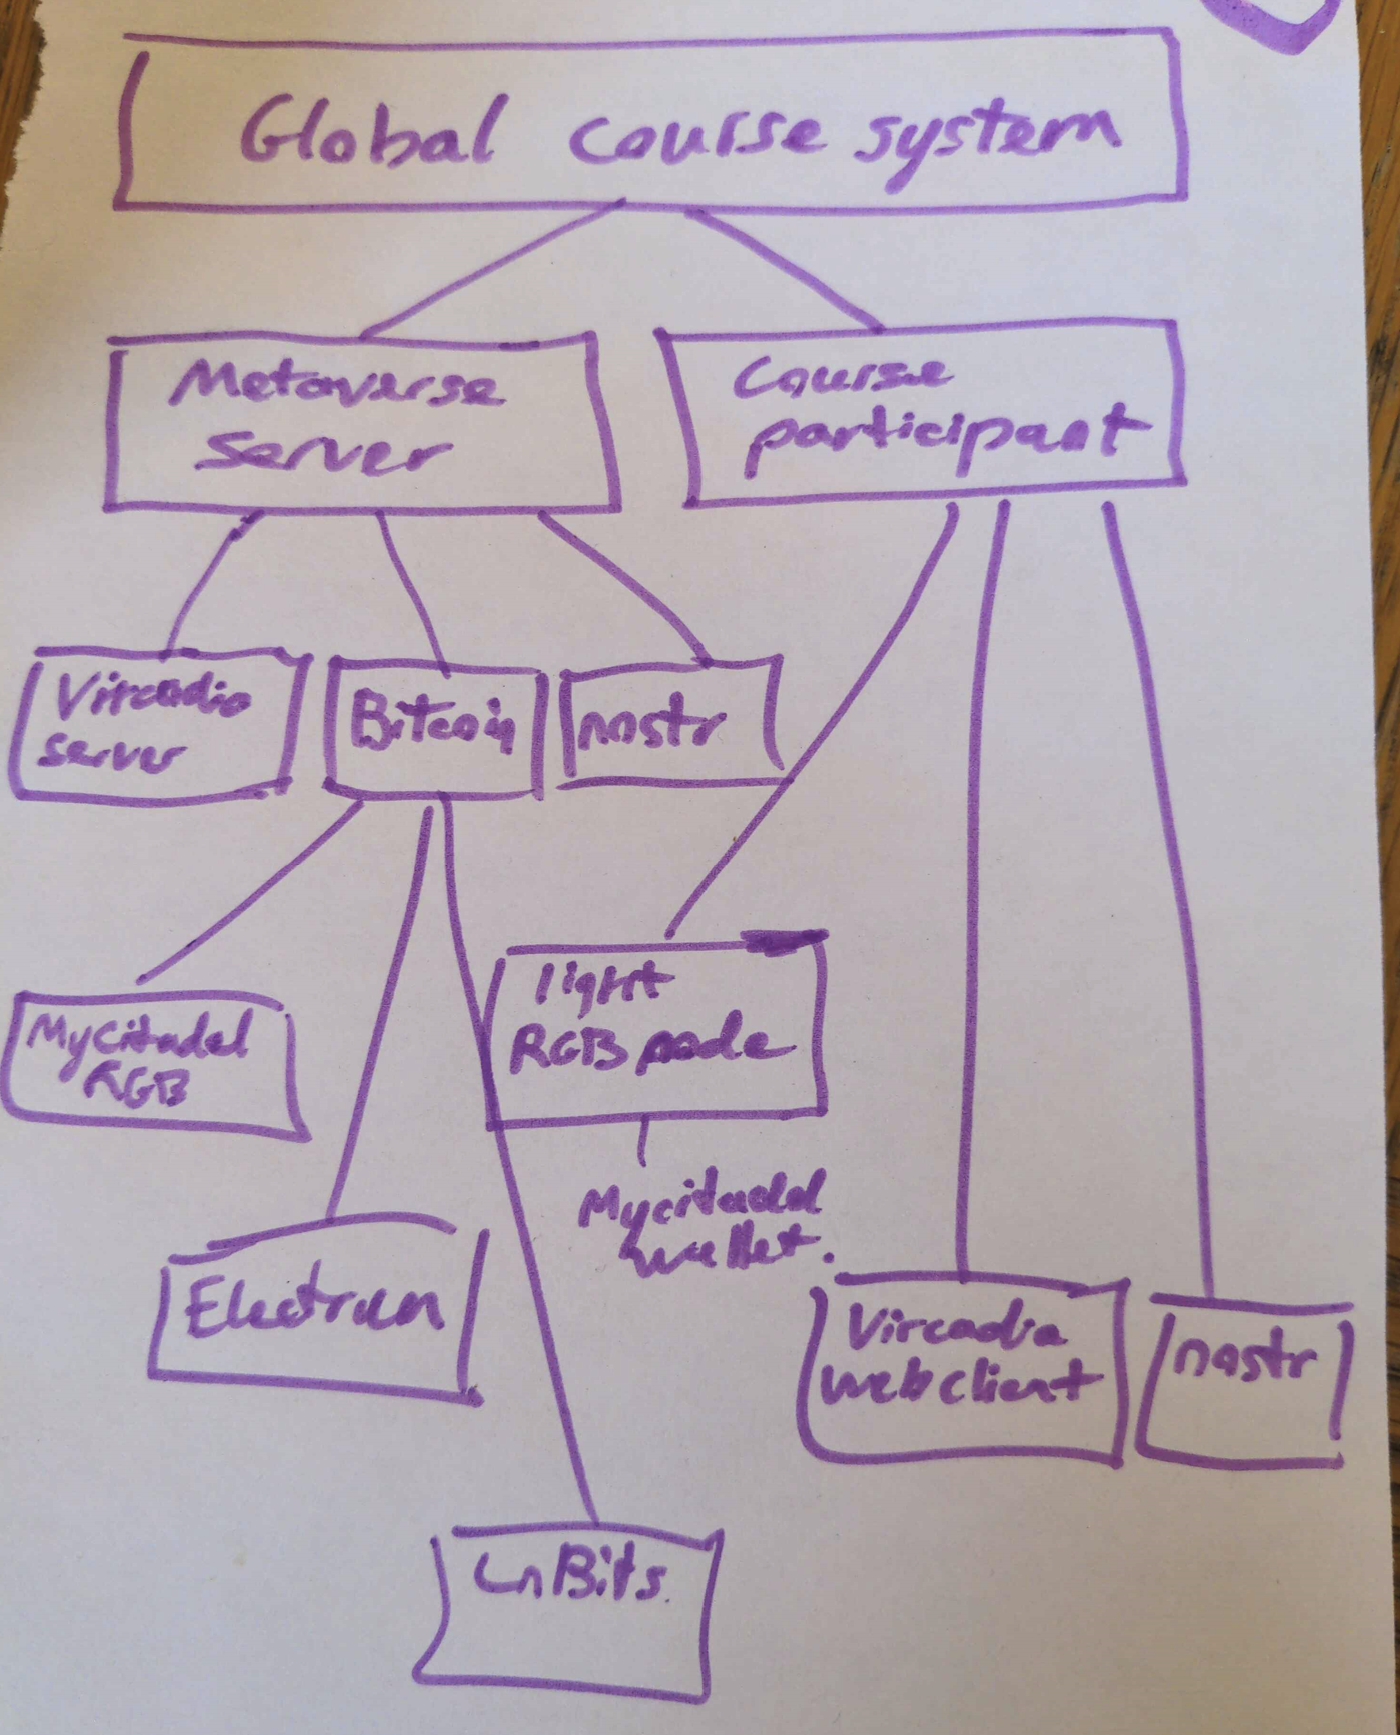 Global course system
Metaverse
server
Course
participant
Vircadia
server
Bitcoin
nostr
MyCitadel
RGB
light
RGB node
Mycitadel
wallet.
Electrum
Vircadia
webclient
nostr
LnBits.